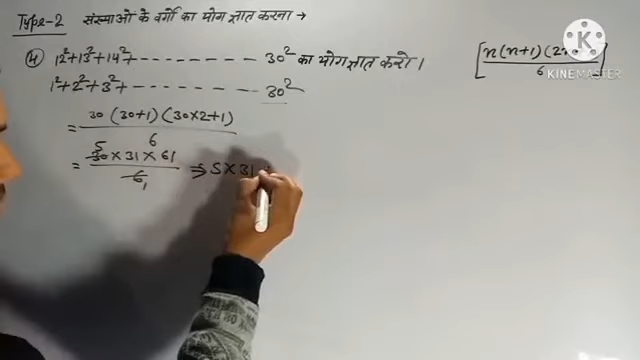 Type-2 संख्याओ के वर्गो का योग ज्ञात करना →
④ 12²+13²+14²+--------- 30² का योग ज्ञात करो।
[n(n+1)(2n
6
KINEMASTER
1²+2²+3²+--------- 30²
= 30(30+1)(30×2+1)
6
= 30×31×61 ⇒ 5×31
5
6 1